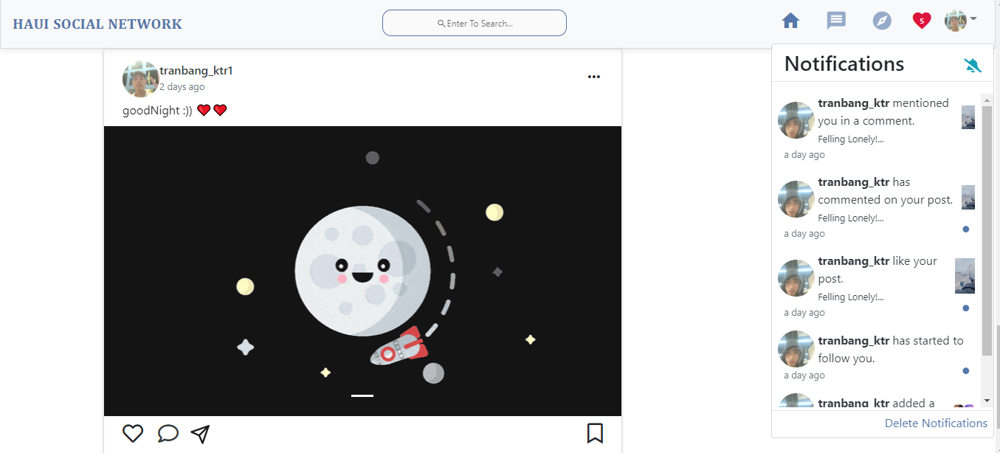 HAUI SOCIAL NETWORK
Enter To Search...
5
tranbang_ktr1
2 days ago
goodNight :)) ❤️❤️
Notifications
tranbang_ktr mentioned
you in a comment.
Felling Lonely!...
a day ago
tranbang_ktr has
commented on your post.
Felling Lonely!...
a day ago
tranbang_ktr like your
post.
Felling Lonely!...
a day ago
tranbang_ktr has started to
follow you.
a day ago
tranbang_ktr added a
Delete Notifications